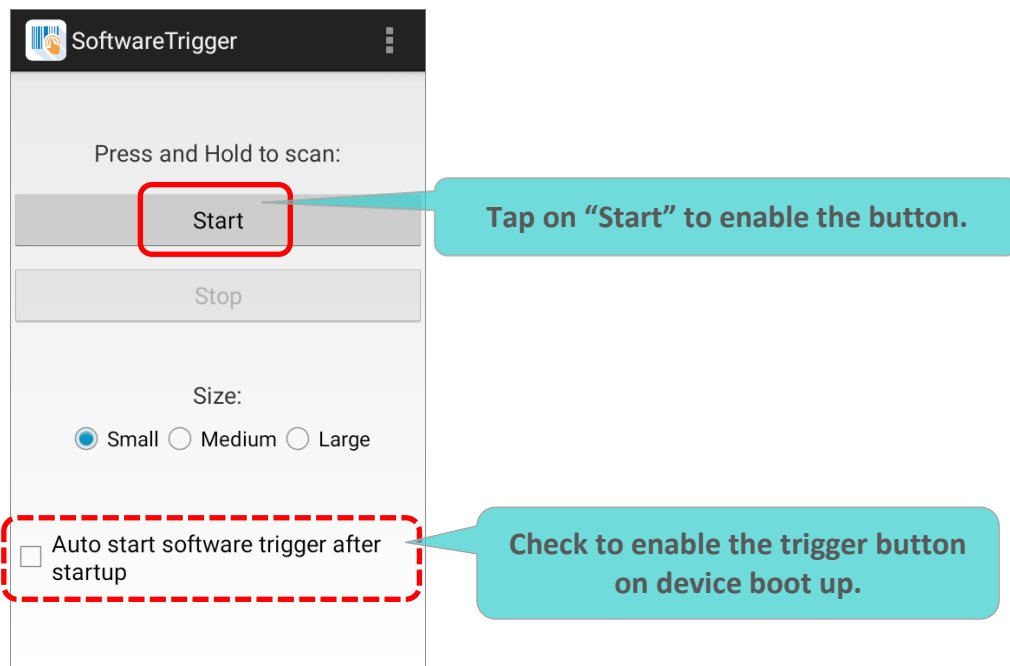 SoftwareTrigger
Press and Hold to scan:
Start
Tap on “Start” to enable the button.
Stop
Size:
Small Medium Large
Auto start software trigger after
startup
Check to enable the trigger button
on device boot up.